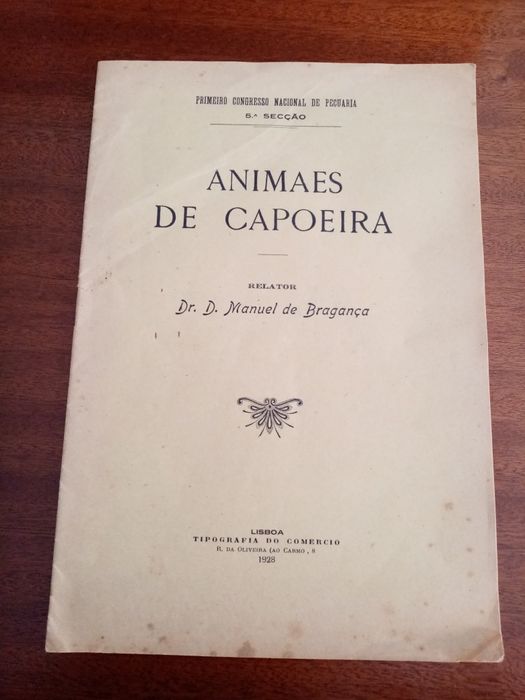 PRIMEIRO CONGRESSO NACIONAL DE PECUARIA
5.ª SECÇÃO
ANIMAES
DE CAPOEIRA
RELATOR
Dr. D. Manuel de Bragança
LISBOA
TIPOGRAFIA DO COMERCIO
R. DA OLIVEIRA (AO CARMO, 8
1928